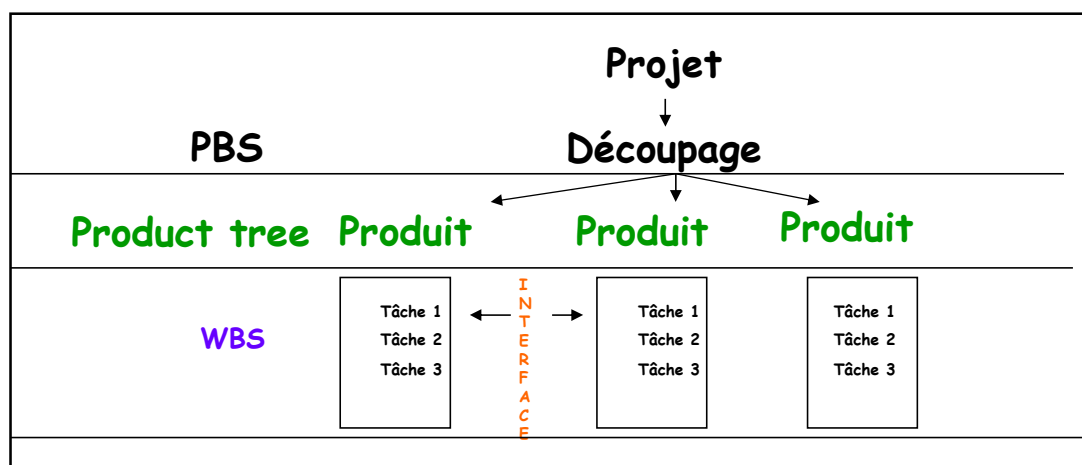 Projet
PBS Découpage
Product tree Produit Produit Produit
INTERFACE
Tâche 1 Tâche 1 Tâche 1
WBS Tâche 2 Tâche 2 Tâche 2
Tâche 3 Tâche 3 Tâche 3